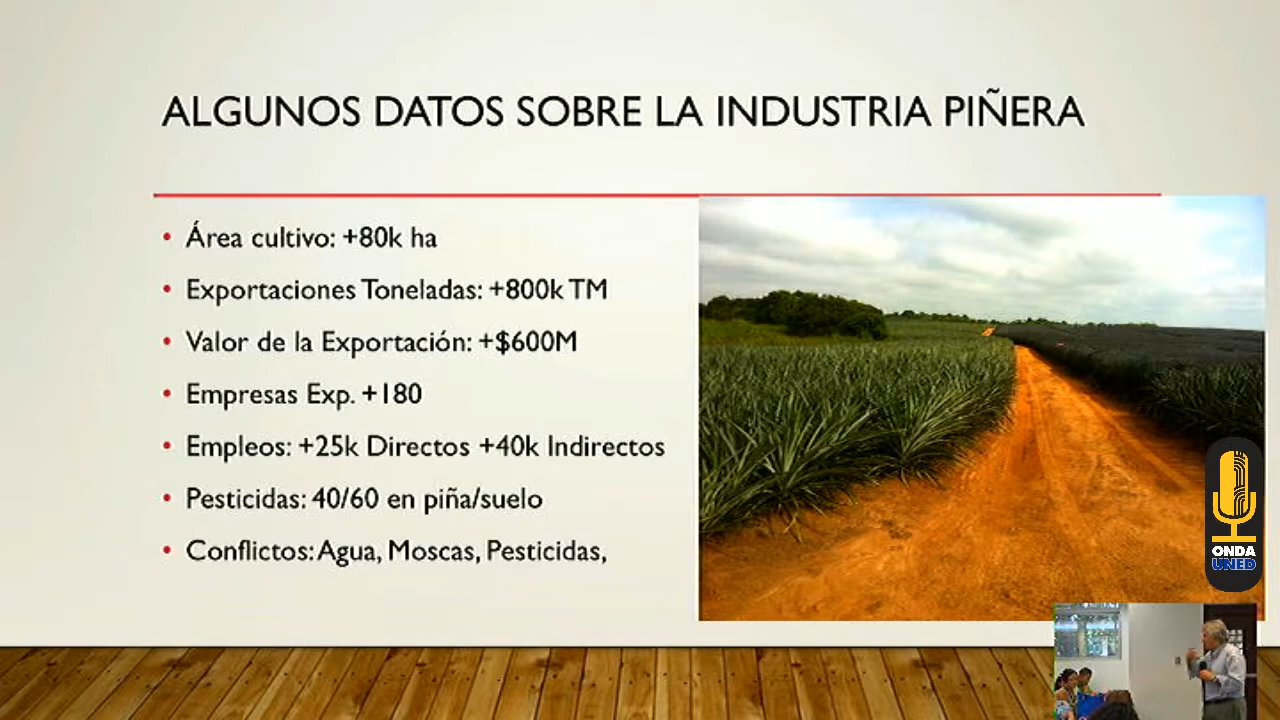 ALGUNOS DATOS SOBRE LA INDUSTRIA PIÑERA
• Área cultivo: +80k ha
• Exportaciones Toneladas: +800k TM
• Valor de la Exportación: +$600M
• Empresas Exp. +180
• Empleos: +25k Directos +40k Indirectos
• Pesticidas: 40/60 en piña/suelo
• Conflictos: Agua, Moscas, Pesticidas,
ONDA
UNED